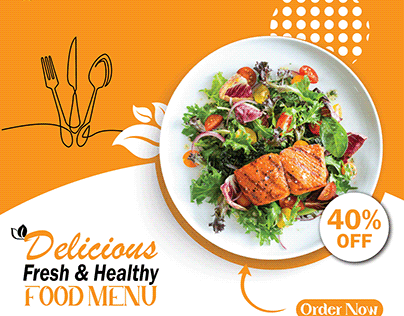 Delicious
Fresh & Healthy
FOOD MENU
40%
OFF
Order Now